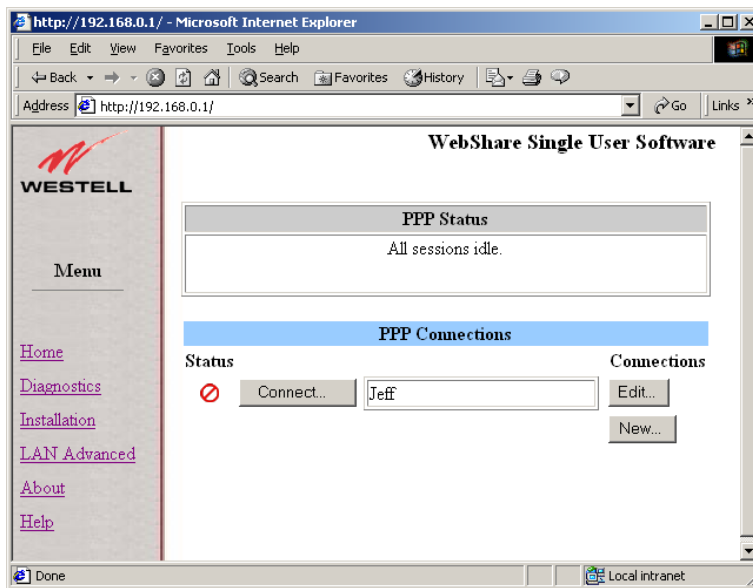 http://192.168.0.1/ - Microsoft Internet Explorer
File Edit View Favorites Tools Help
Back Search Favorites History
Address http://192.168.0.1/ Go Links »
WebShare Single User Software
WESTELL
PPP Status
All sessions idle.
Menu
PPP Connections
Status Connections
Connect... Jeff Edit...
New...
Home
Diagnostics
Installation
LAN Advanced
About
Help
Done Local intranet